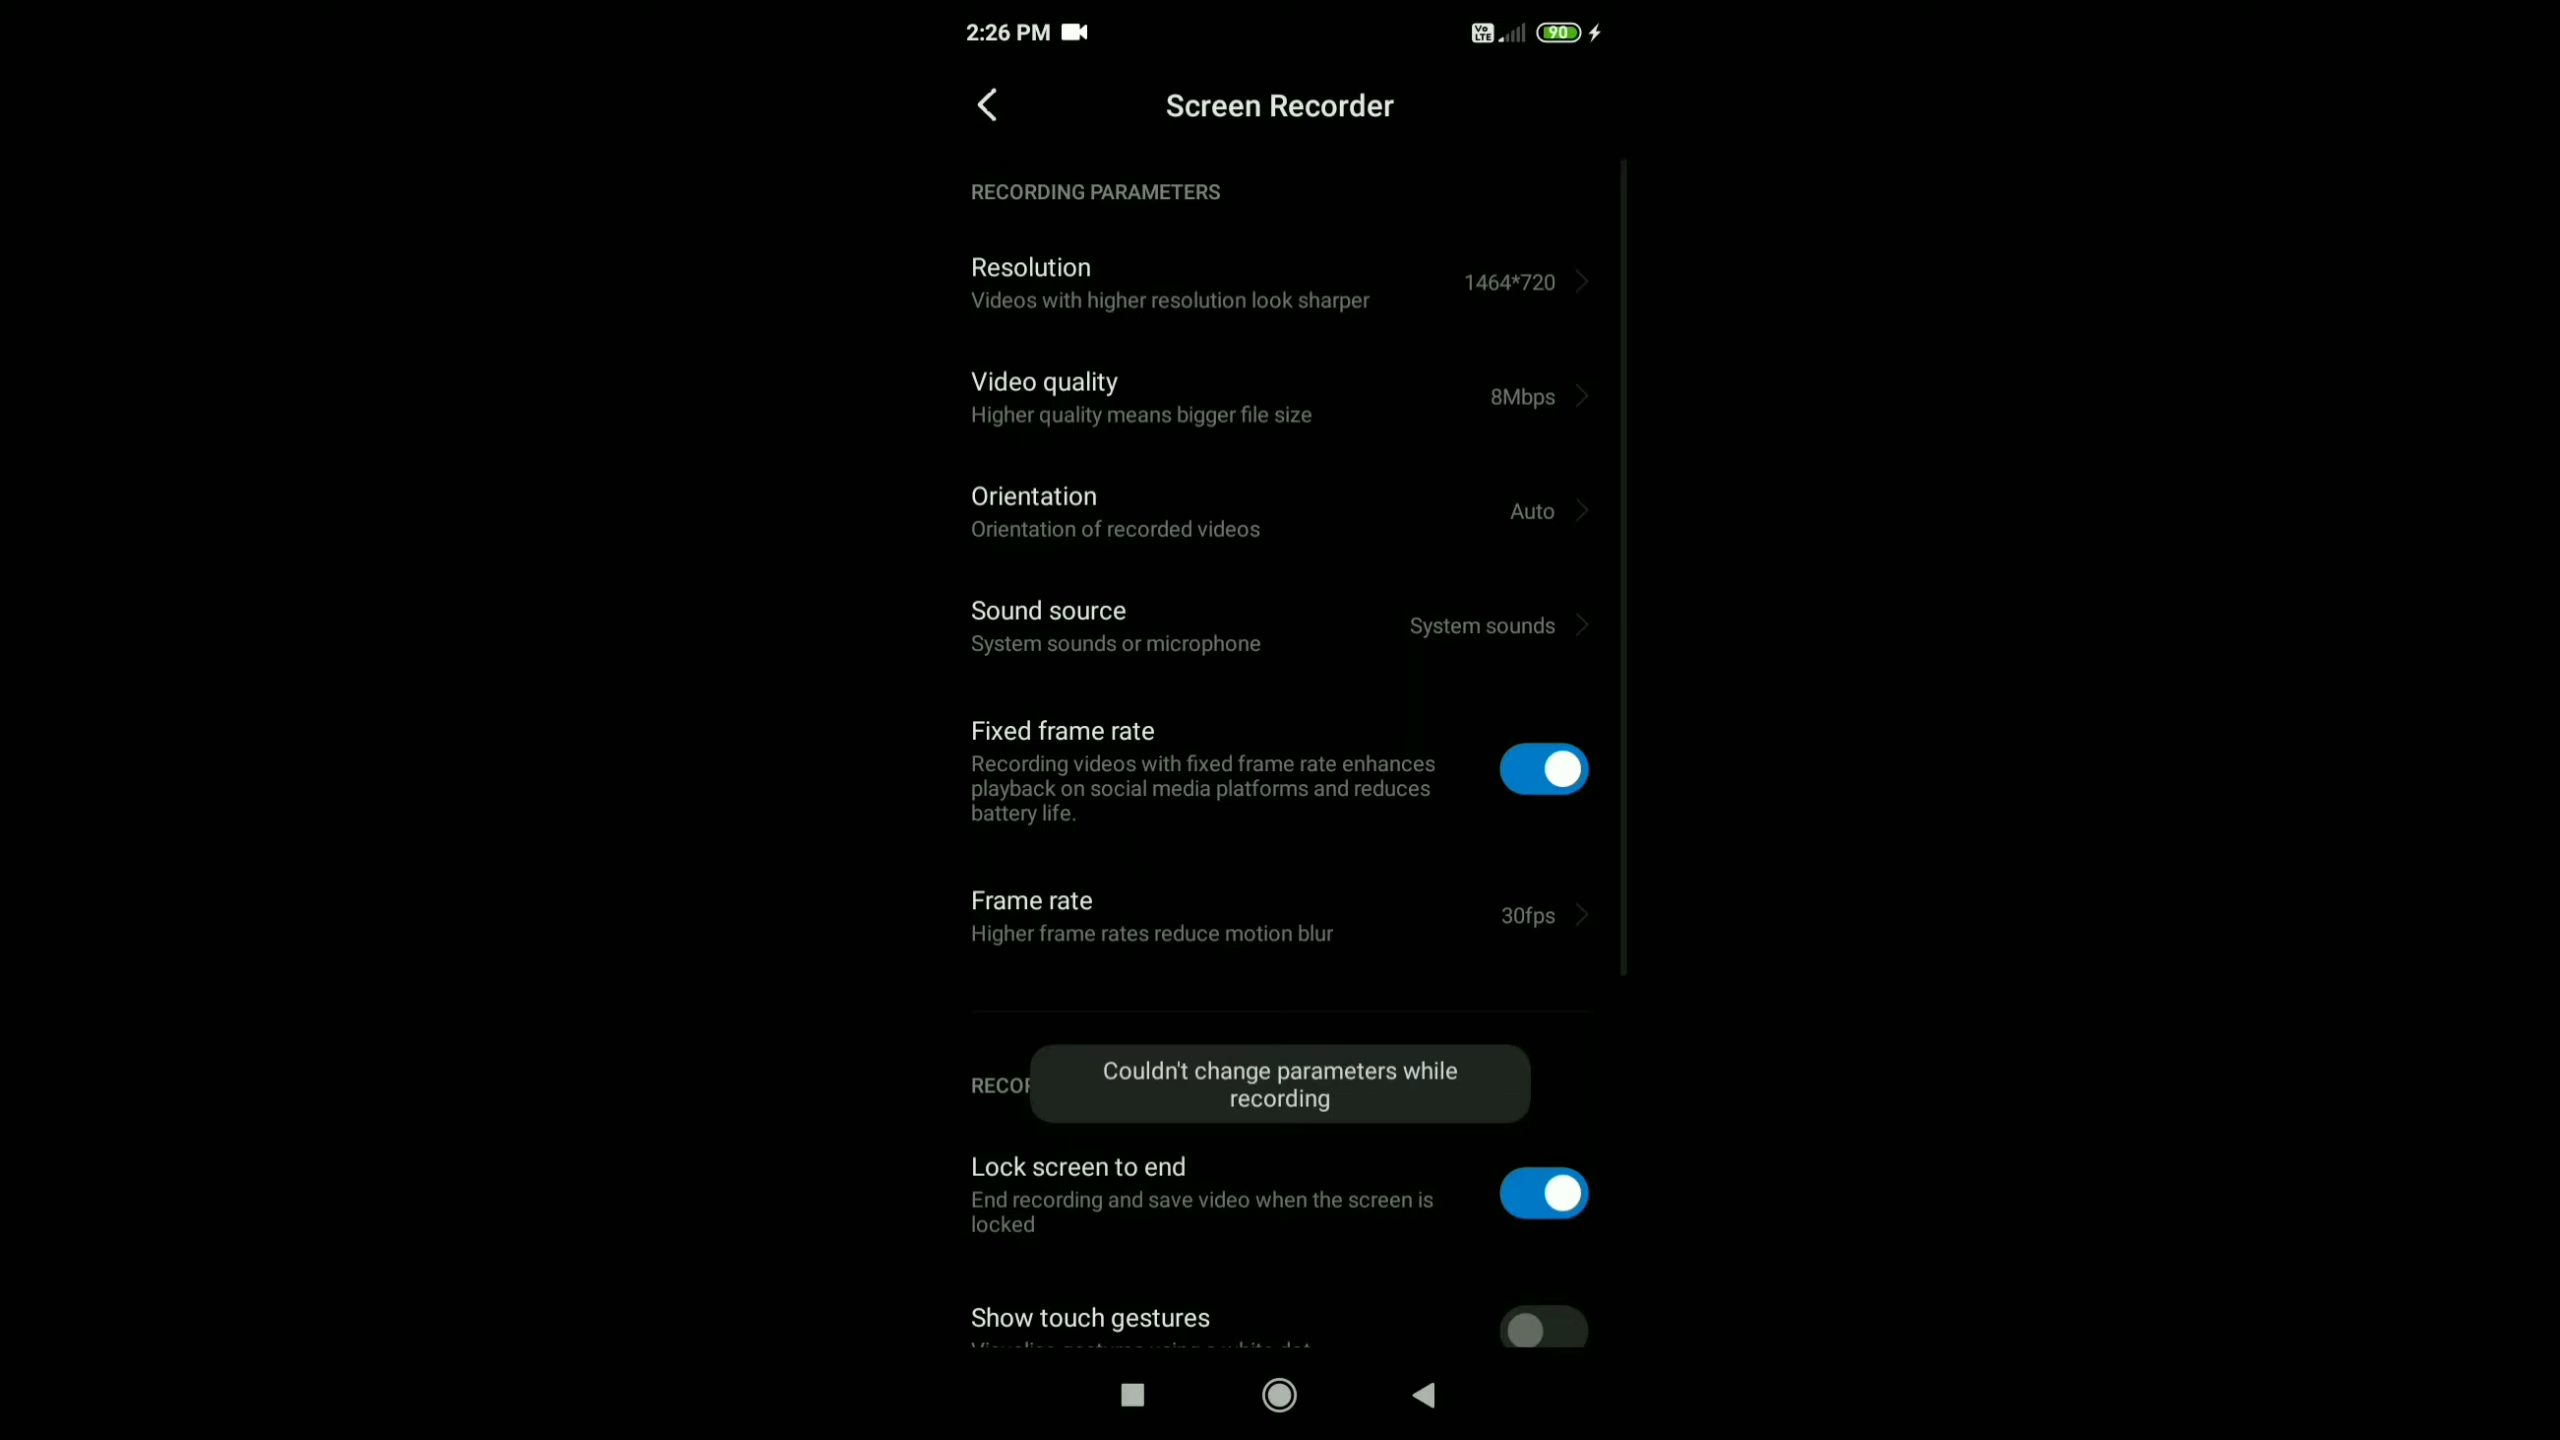 2:26 PM
Vo LTE
90
Screen Recorder
RECORDING PARAMETERS
Resolution
Videos with higher resolution look sharper
1464*720
Video quality
Higher quality means bigger file size
8Mbps
Orientation
Orientation of recorded videos
Auto
Sound source
System sounds or microphone
System sounds
Fixed frame rate
Recording videos with fixed frame rate enhances
playback on social media platforms and reduces
battery life.
Frame rate
Higher frame rates reduce motion blur
30fps
Couldn't change parameters while
recording
Lock screen to end
End recording and save video when the screen is
locked
Show touch gestures